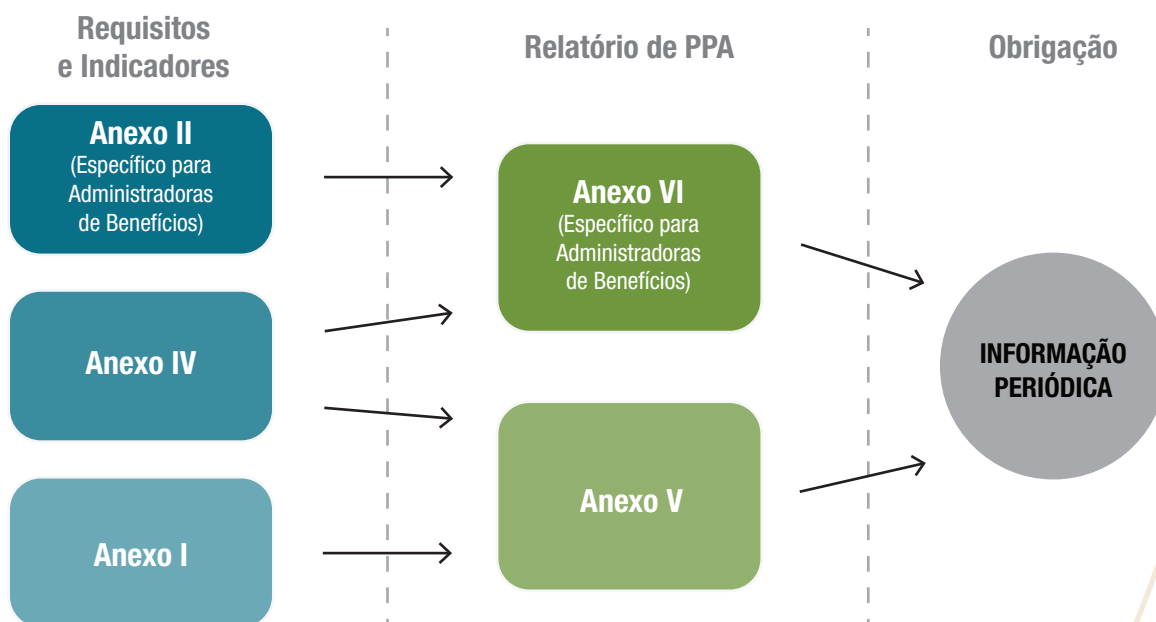 Requisitos
e Indicadores
Relatório de PPA
Obrigação
Anexo II
(Específico para
Administradoras
de Benefícios)
Anexo IV
Anexo I
Anexo VI
(Específico para
Administradoras
de Benefícios)
Anexo V
INFORMAÇÃO
PERIÓDICA